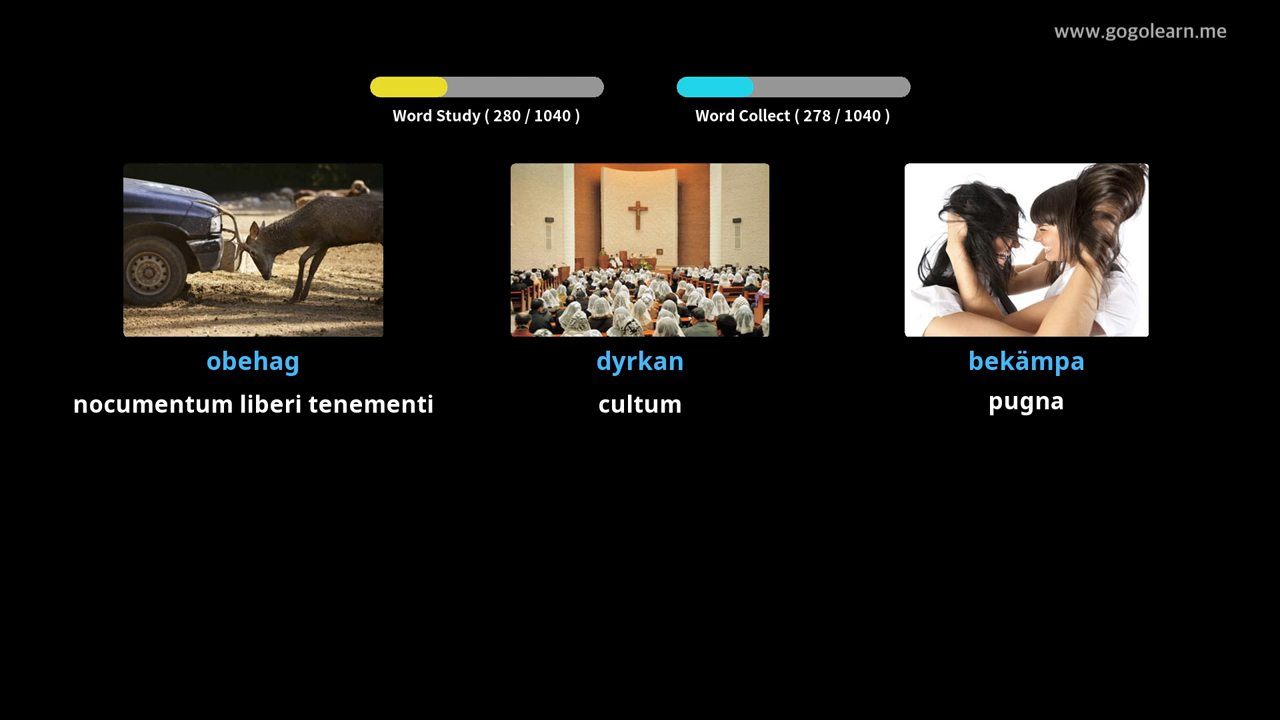 www.gogolearn.me
Word Study ( 280 / 1040 )
Word Collect ( 278 / 1040 )
obehag
dyrkan
bekämpa
nocumentum liberi tenementi
cultum
pugna